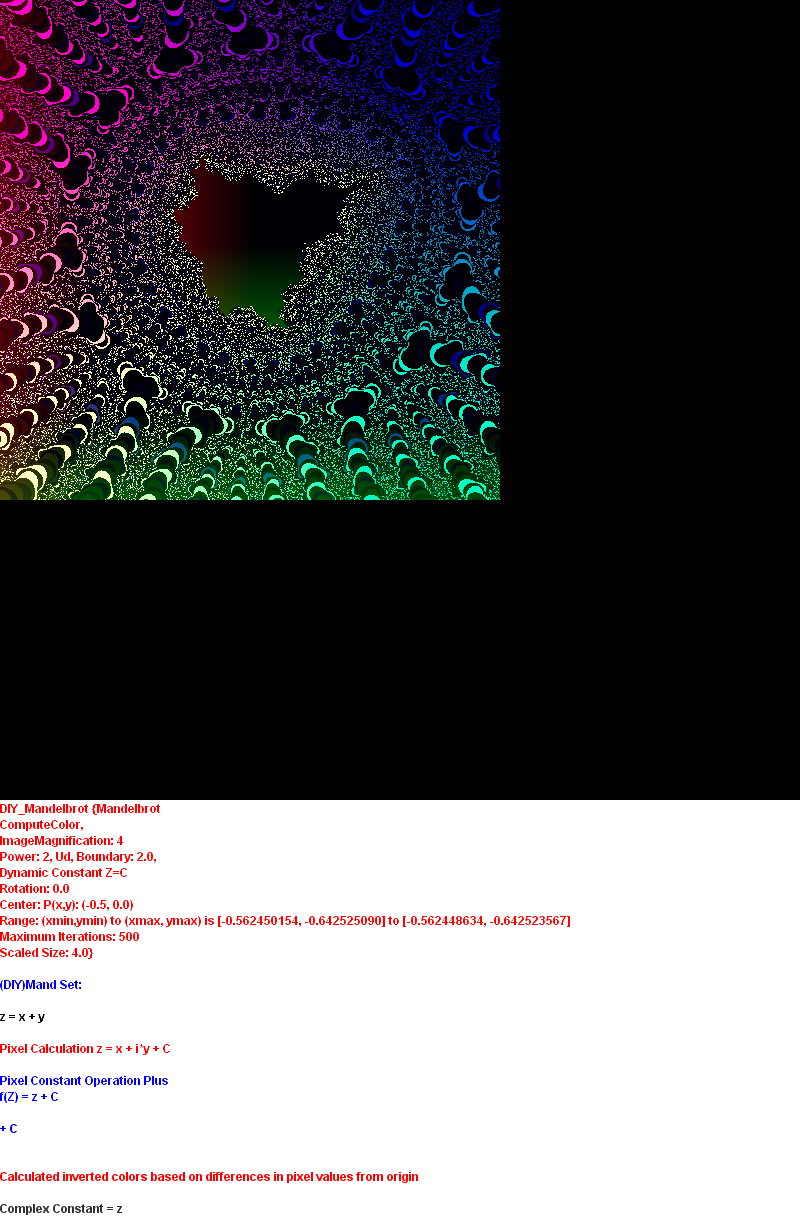 DIY_Mandelbrot {Mandelbrot
ComputeColor,
ImageMagnification: 4
Power: 2, Ud, Boundary: 2.0,
Dynamic Constant Z=C
Rotation: 0.0
Center: P(x,y): (-0.5, 0.0)
Range: (xmin,ymin) to (xmax, ymax) is [-0.562450154, -0.642525090] to [-0.562448634, -0.642523567]
Maximum Iterations: 500
Scaled Size: 4.0}
(DIY)Mand Set:
z = x + y
Pixel Calculation z = x + i*y + C
Pixel Constant Operation Plus
f(Z) = z + C
+ C
Calculated inverted colors based on differences in pixel values from origin
Complex Constant = z